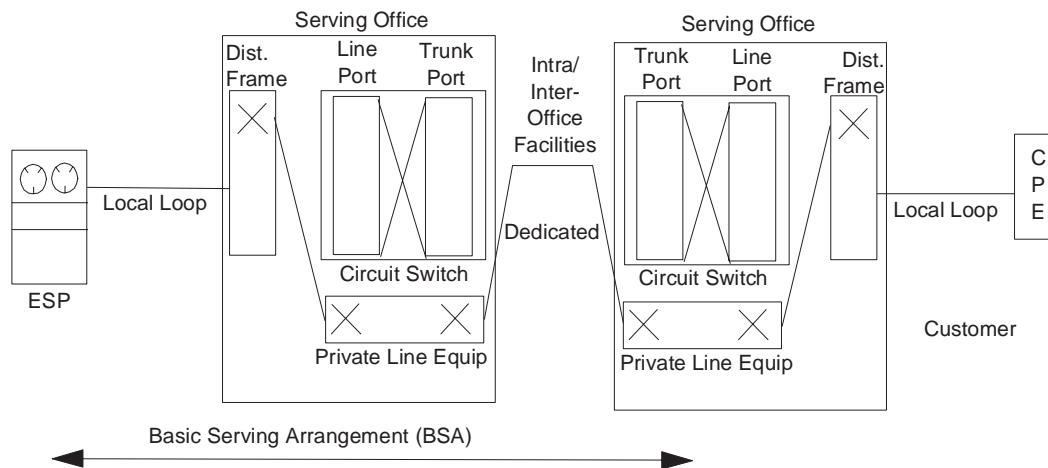 Serving Office
Dist.
Frame
Line
Port
Trunk
Port
Circuit Switch
Private Line Equip
ESP
Local Loop
Intra/
Inter-
Office
Facilities
Dedicated
Serving Office
Trunk
Port
Line
Port
Dist.
Frame
Circuit Switch
Private Line Equip
Local Loop
C
P
E
Customer
Basic Serving Arrangement (BSA)